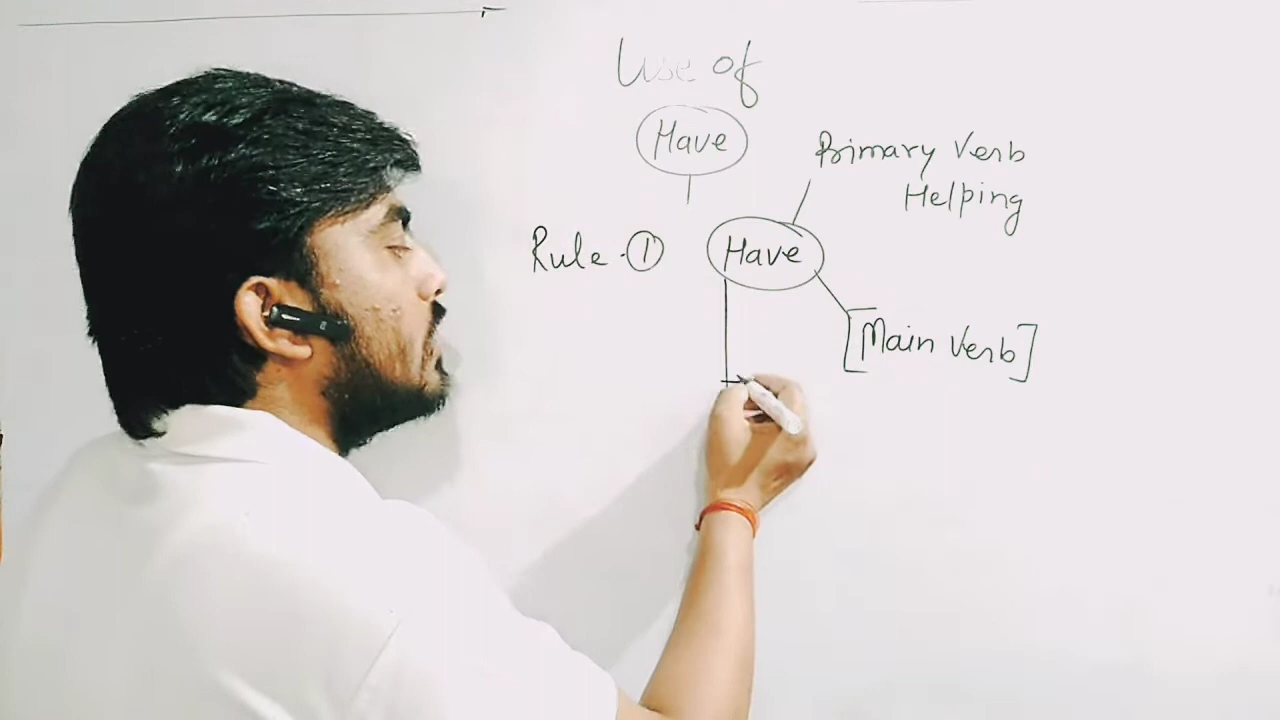 Use of
Have
Primary Verb
Helping
Rule. ① Have
[Main Verb]